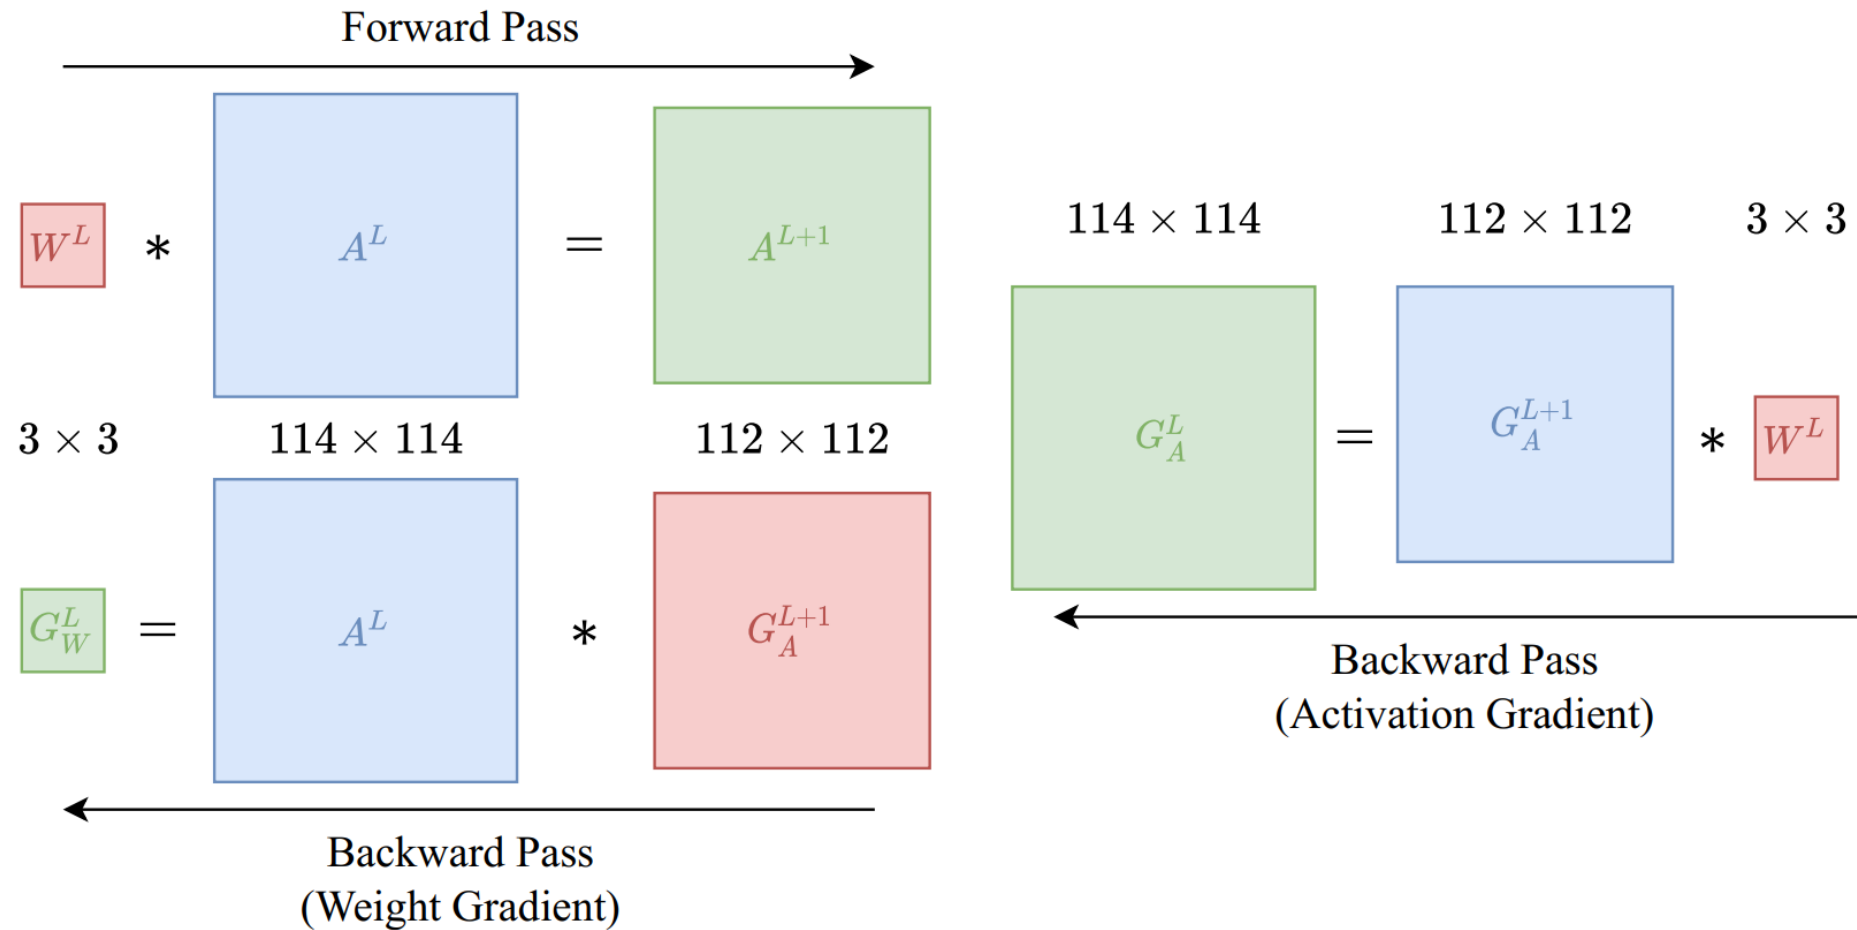 Forward Pass
W^L * A^L = A^{L+1}
3 × 3 114 × 114 112 × 112
G_W^L = A^L * G_A^{L+1}
Backward Pass
(Weight Gradient)
114 × 114 112 × 112 3 × 3
G_A^L = G_A^{L+1} * W^L
Backward Pass
(Activation Gradient)